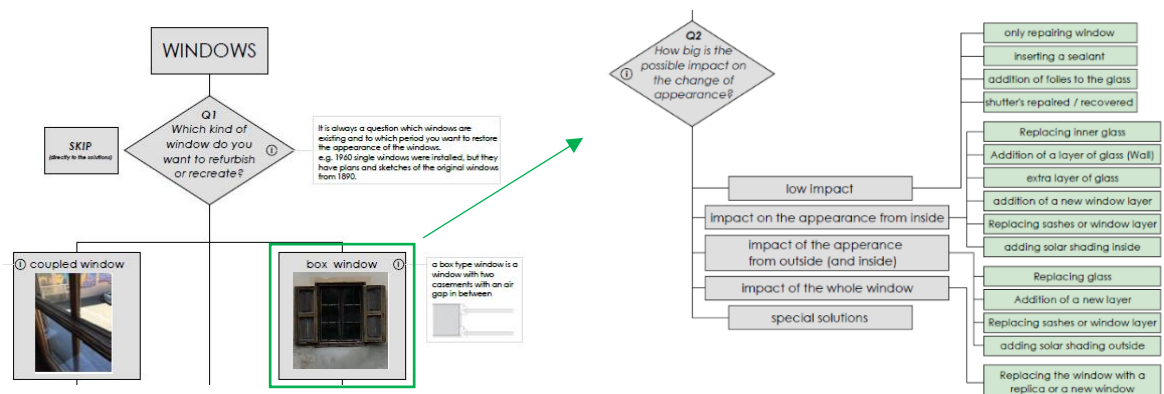 WINDOWS
Q1
Which kind of
window do you
want to refurbish
or recreate?
SKIP
(directly to the solutions)
It is always a question which windows are
existing and to which period you want to restore
the appearance of the windows.
e.g. 1960 single windows were installed, but they
have plans and sketches of the original windows
from 1890.
coupled window
box window
a box type window is a
window with two
casements with an air
gap in between
Q2
How big is the
possible impact on
the change of
appearance?
low impact
impact on the appearance from inside
impact of the apperance
from outside (and inside)
impact of the whole window
special solutions
only repairing window
inserting a sealant
addition of folies to the glass
shutter's repaired / recovered
Replacing inner glass
Addition of a layer of glass (Wall)
extra layer of glass
addition of a new window layer
Replacing sashes or window layer
adding solar shading inside
Replacing glass
Addition of a new layer
Replacing sashes or window layer
adding solar shading outside
Replacing the window with a
replica or a new window